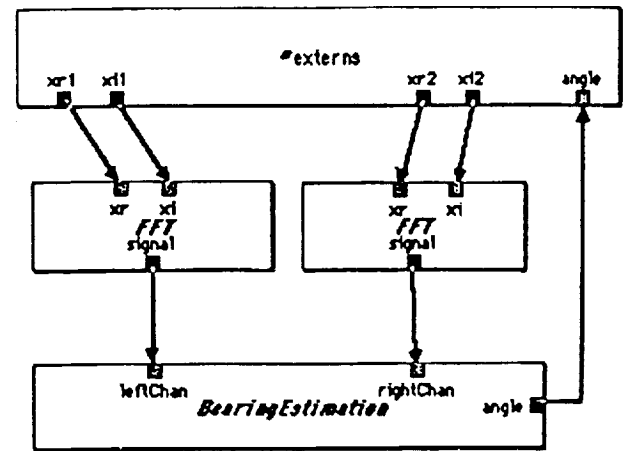 #externs
xr1 xi1 xr2 xi2 angle
xr xi xr xi
FFT FFT
signal signal
leftChan rightChan
BearingEstimation angle